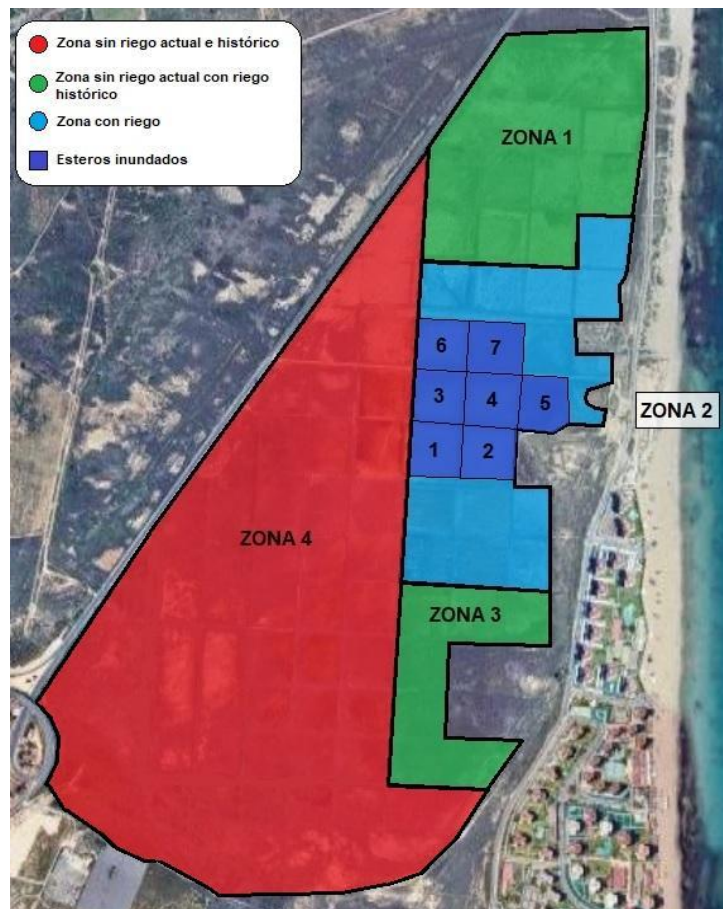 Zona sin riego actual e histórico
Zona sin riego actual con riego
histórico
Zona con riego
Esteros inundados
ZONA 1
6
7
3
4
5
ZONA 2
1
2
ZONA 4
ZONA 3